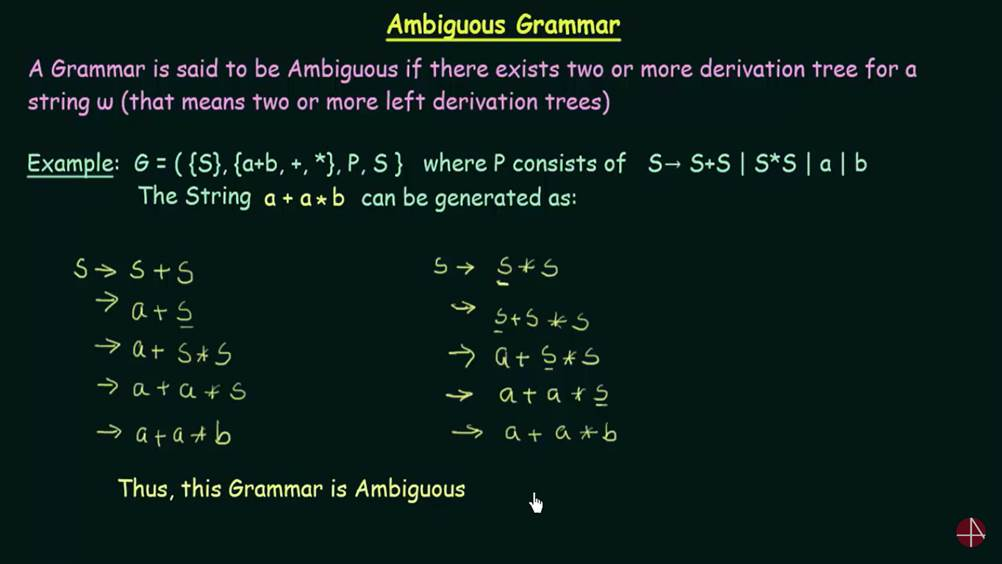 Ambiguous Grammar
A Grammar is said to be Ambiguous if there exists two or more derivation tree for a
string w (that means two or more left derivation trees)
Example: G = ( {S}, {a+b, +, *}, P, S } where P consists of S→ S+S | S*S | a | b
The String a + a * b can be generated as:
S → S + S
→ a + S
→ a + S * S
→ a + a * S
→ a + a * b
S → S * S
→ S + S * S
→ a + S * S
→ a + a * S
→ a + a * b
Thus, this Grammar is Ambiguous